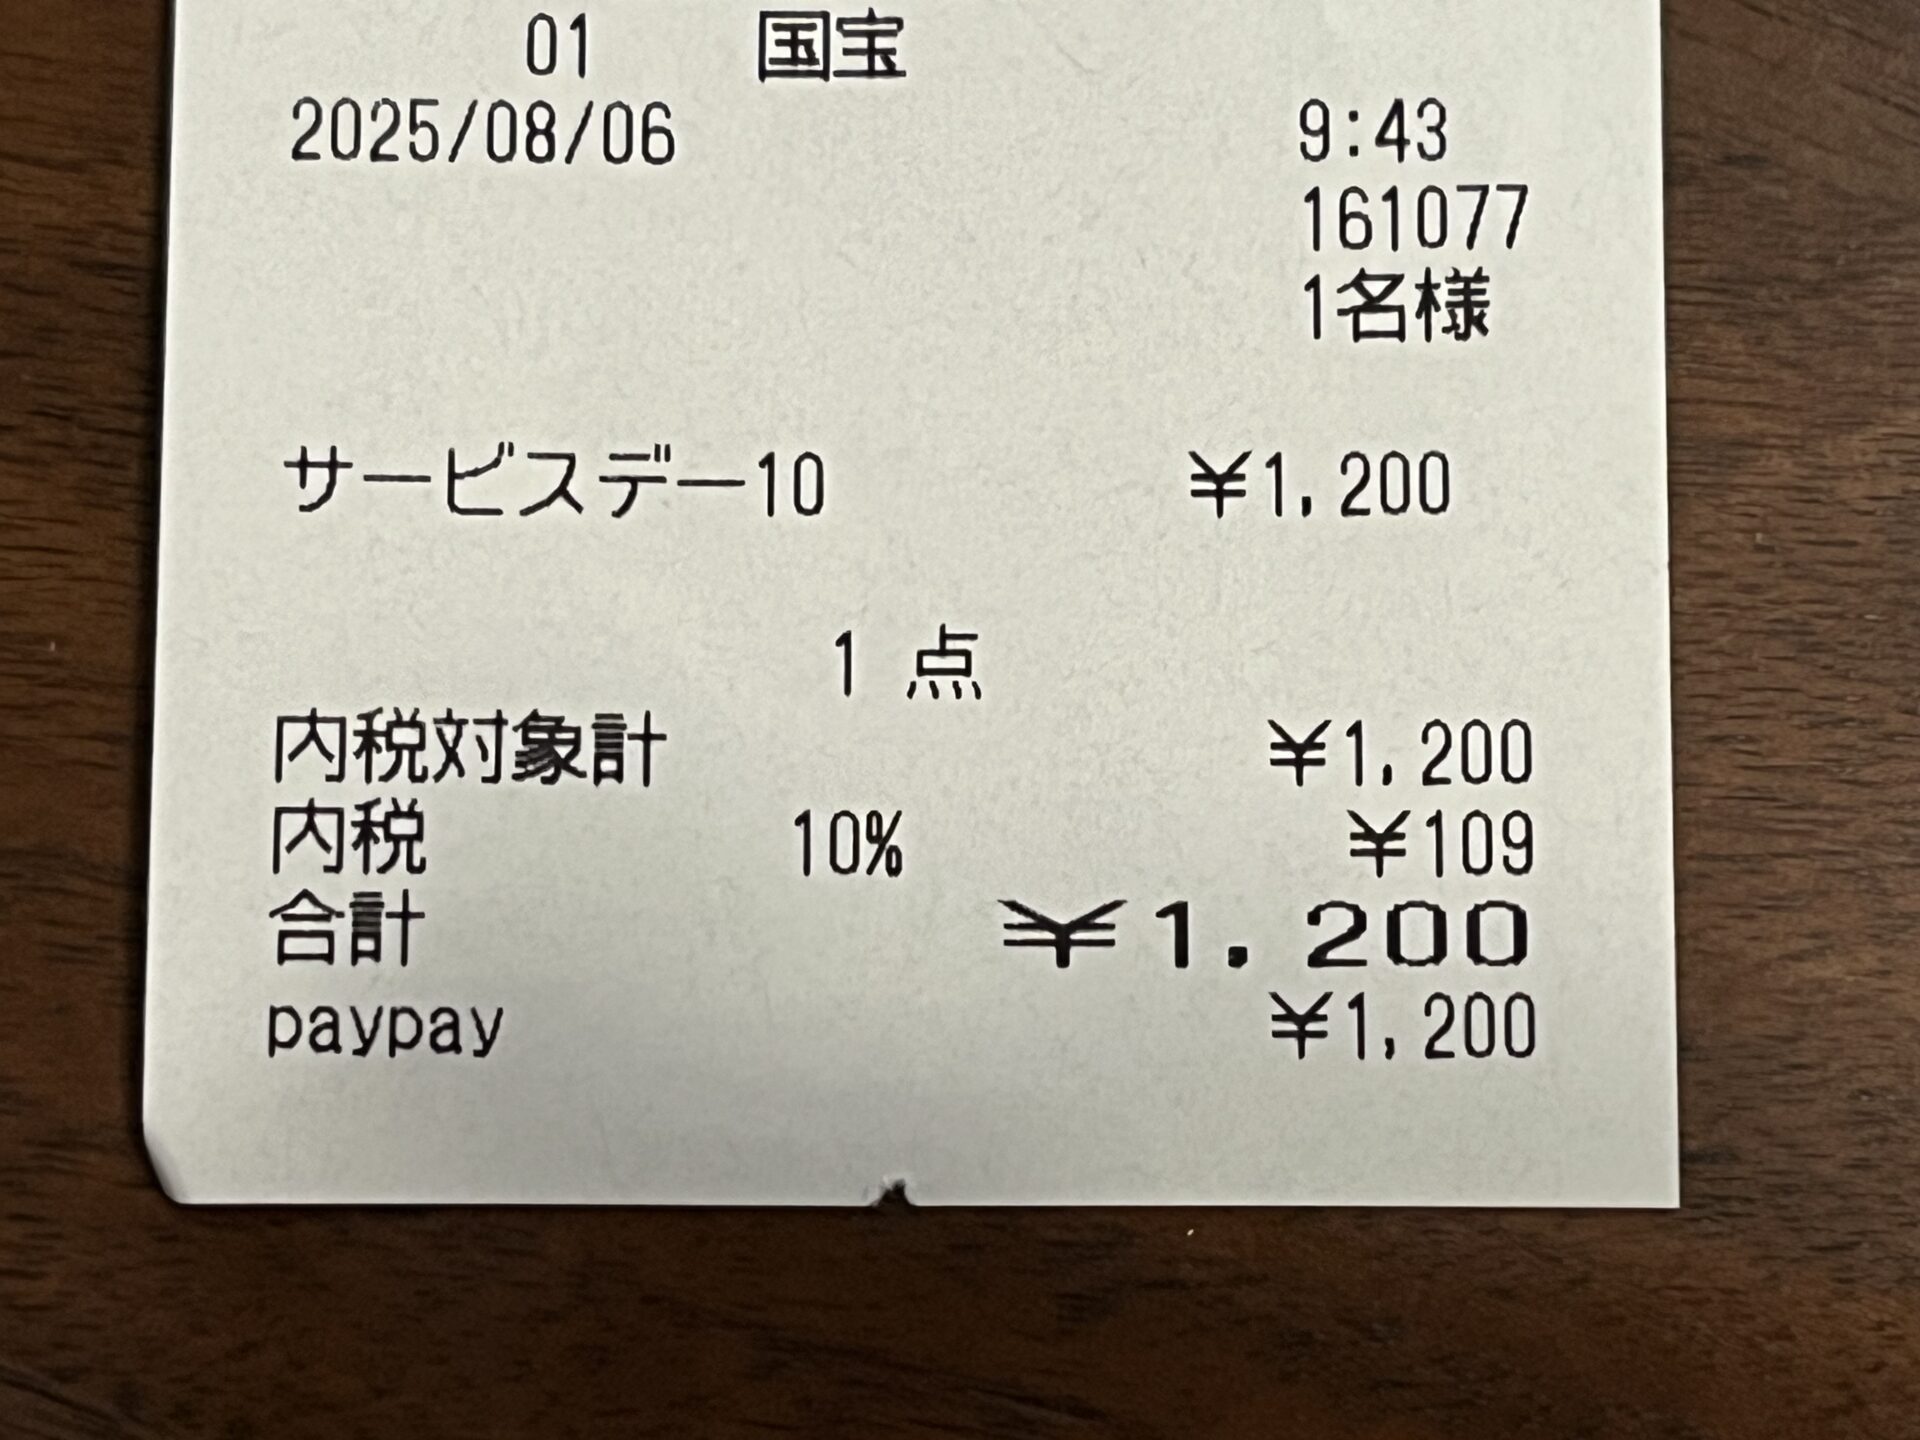 01 国宝
2025/08/06 9:43
161077
1名様
サービスデー10 ¥1,200
1 点
内税対象計 ¥1,200
内税 10% ¥109
合計 ¥1,200
paypay ¥1,200